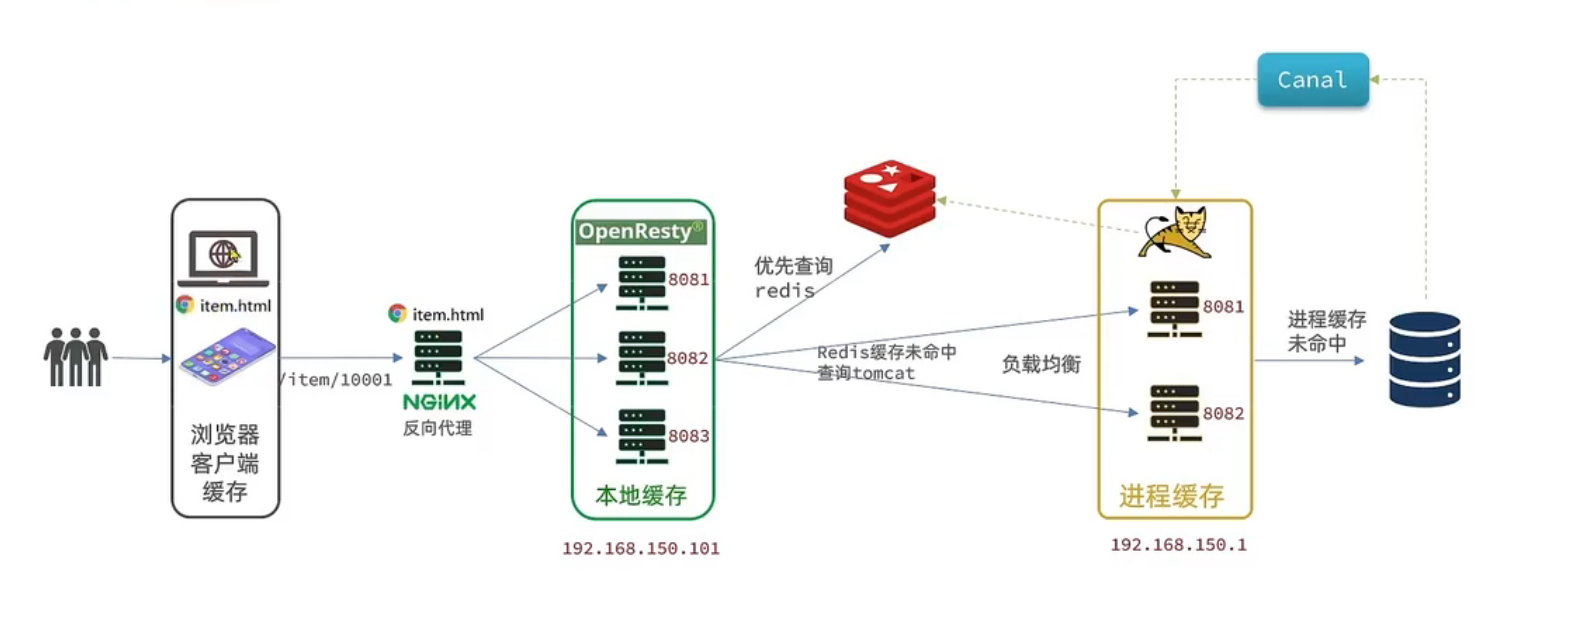 Canal
OpenResty®
8081
优先查询
redis
item.html
item.html
8081
进程缓存
未命中
8082
Redis缓存未命中
查询tomcat
负载均衡
/item/10001
NGiNX
反向代理
8082
8083
浏览器
客户端
缓存
本地缓存
进程缓存
192.168.150.101
192.168.150.1